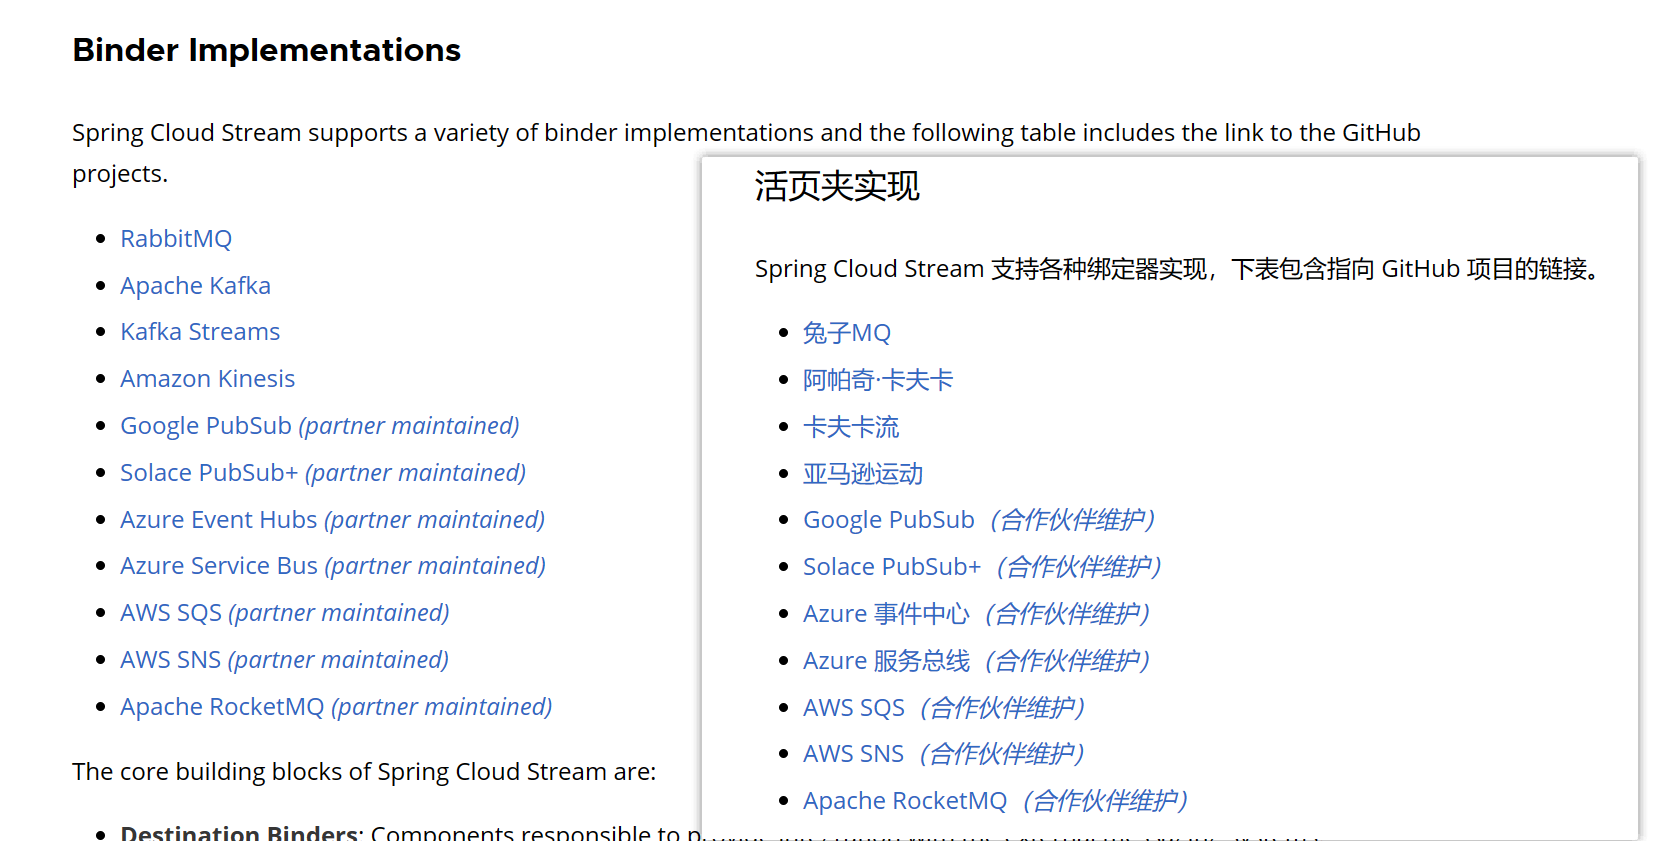 Binder Implementations
Spring Cloud Stream supports a variety of binder implementations and the following table includes the link to the GitHub
projects.
RabbitMQ
Apache Kafka
Kafka Streams
Amazon Kinesis
Google PubSub (partner maintained)
Solace PubSub+ (partner maintained)
Azure Event Hubs (partner maintained)
Azure Service Bus (partner maintained)
AWS SQS (partner maintained)
AWS SNS (partner maintained)
Apache RocketMQ (partner maintained)
The core building blocks of Spring Cloud Stream are:
Destination Binders: Components responsible to
活页夹实现
Spring Cloud Stream 支持各种绑定器实现，下表包含指向 GitHub 项目的链接。
兔子MQ
阿帕奇·卡夫卡
卡夫卡流
亚马逊运动
Google PubSub（合作伙伴维护）
Solace PubSub+（合作伙伴维护）
Azure 事件中心（合作伙伴维护）
Azure 服务总线（合作伙伴维护）
AWS SQS（合作伙伴维护）
AWS SNS（合作伙伴维护）
Apache RocketMQ（合作伙伴维护）